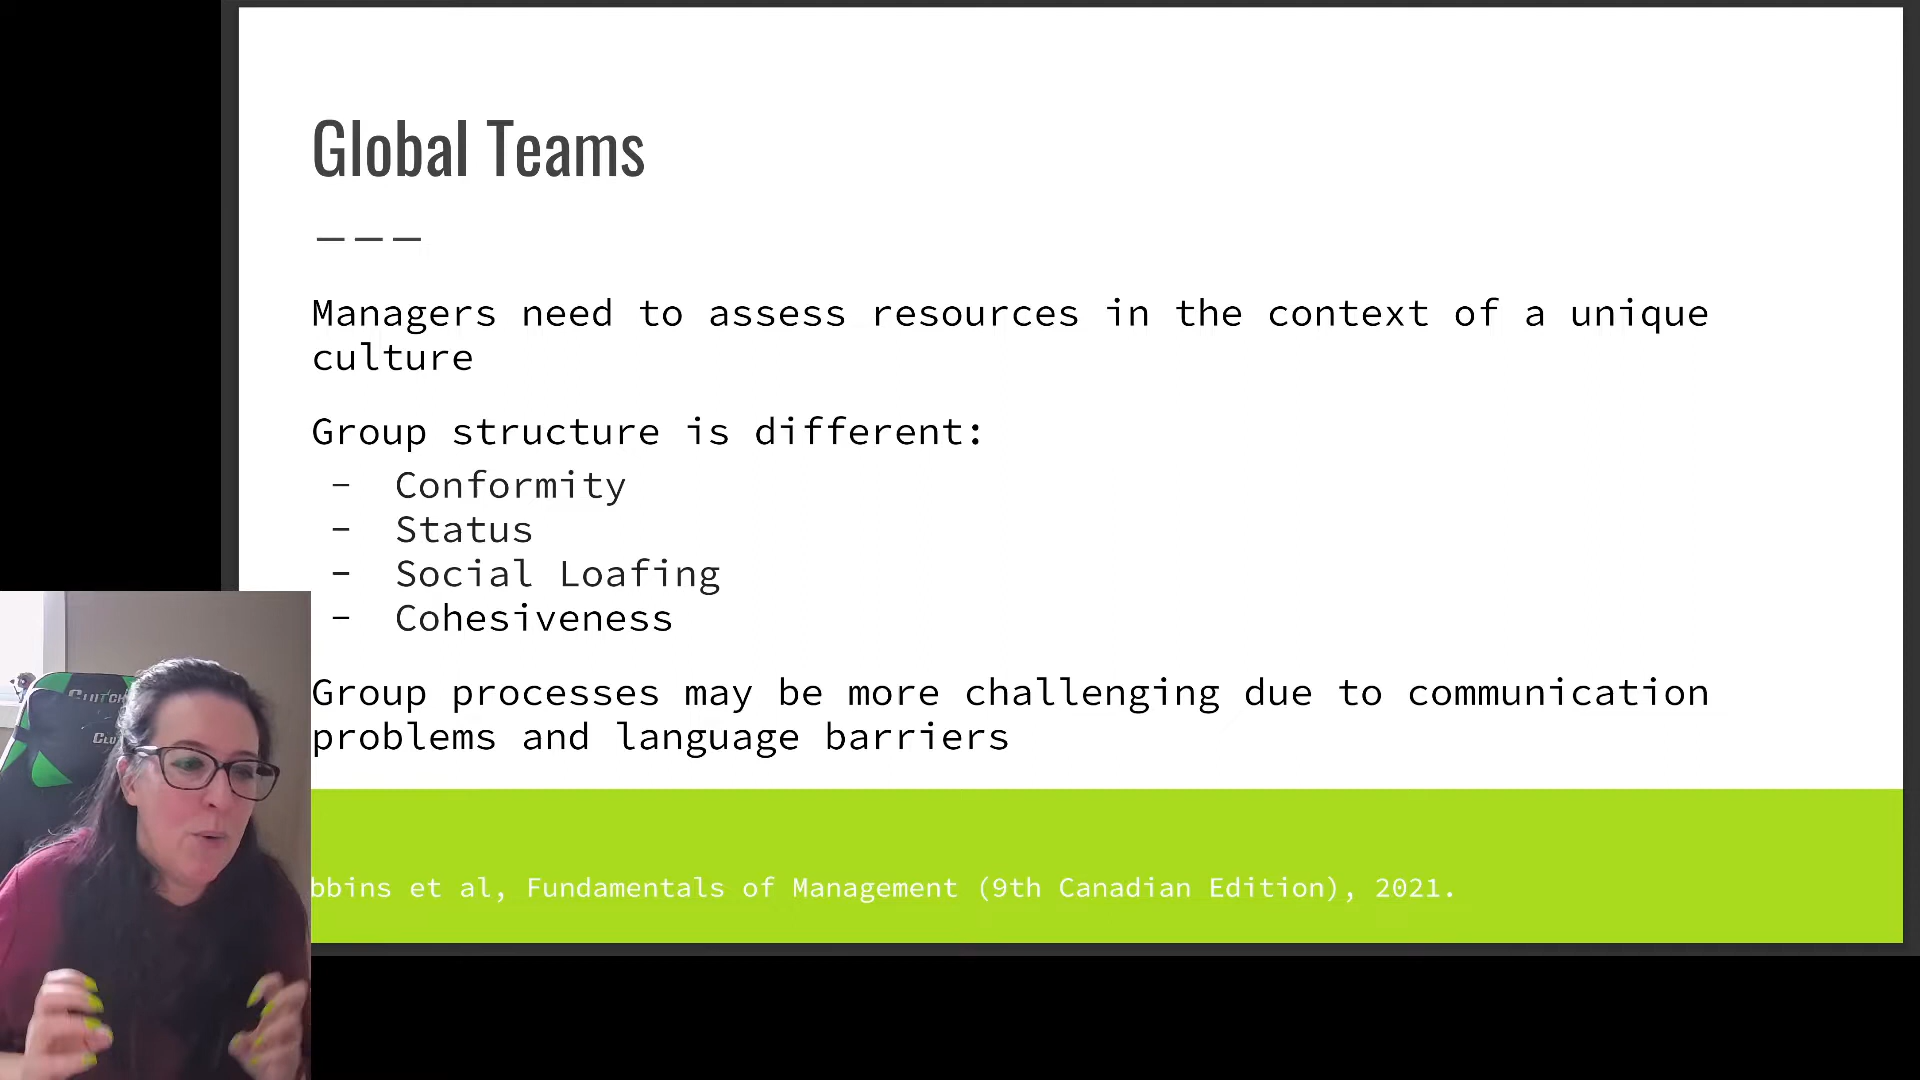 Global Teams
———
Managers need to assess resources in the context of a unique
culture
Group structure is different:
- Conformity
- Status
- Social Loafing
- Cohesiveness
Group processes may be more challenging due to communication
problems and language barriers
et al, Fundamentals of Management (9th Canadian Edition), 2021.
CLUTCH